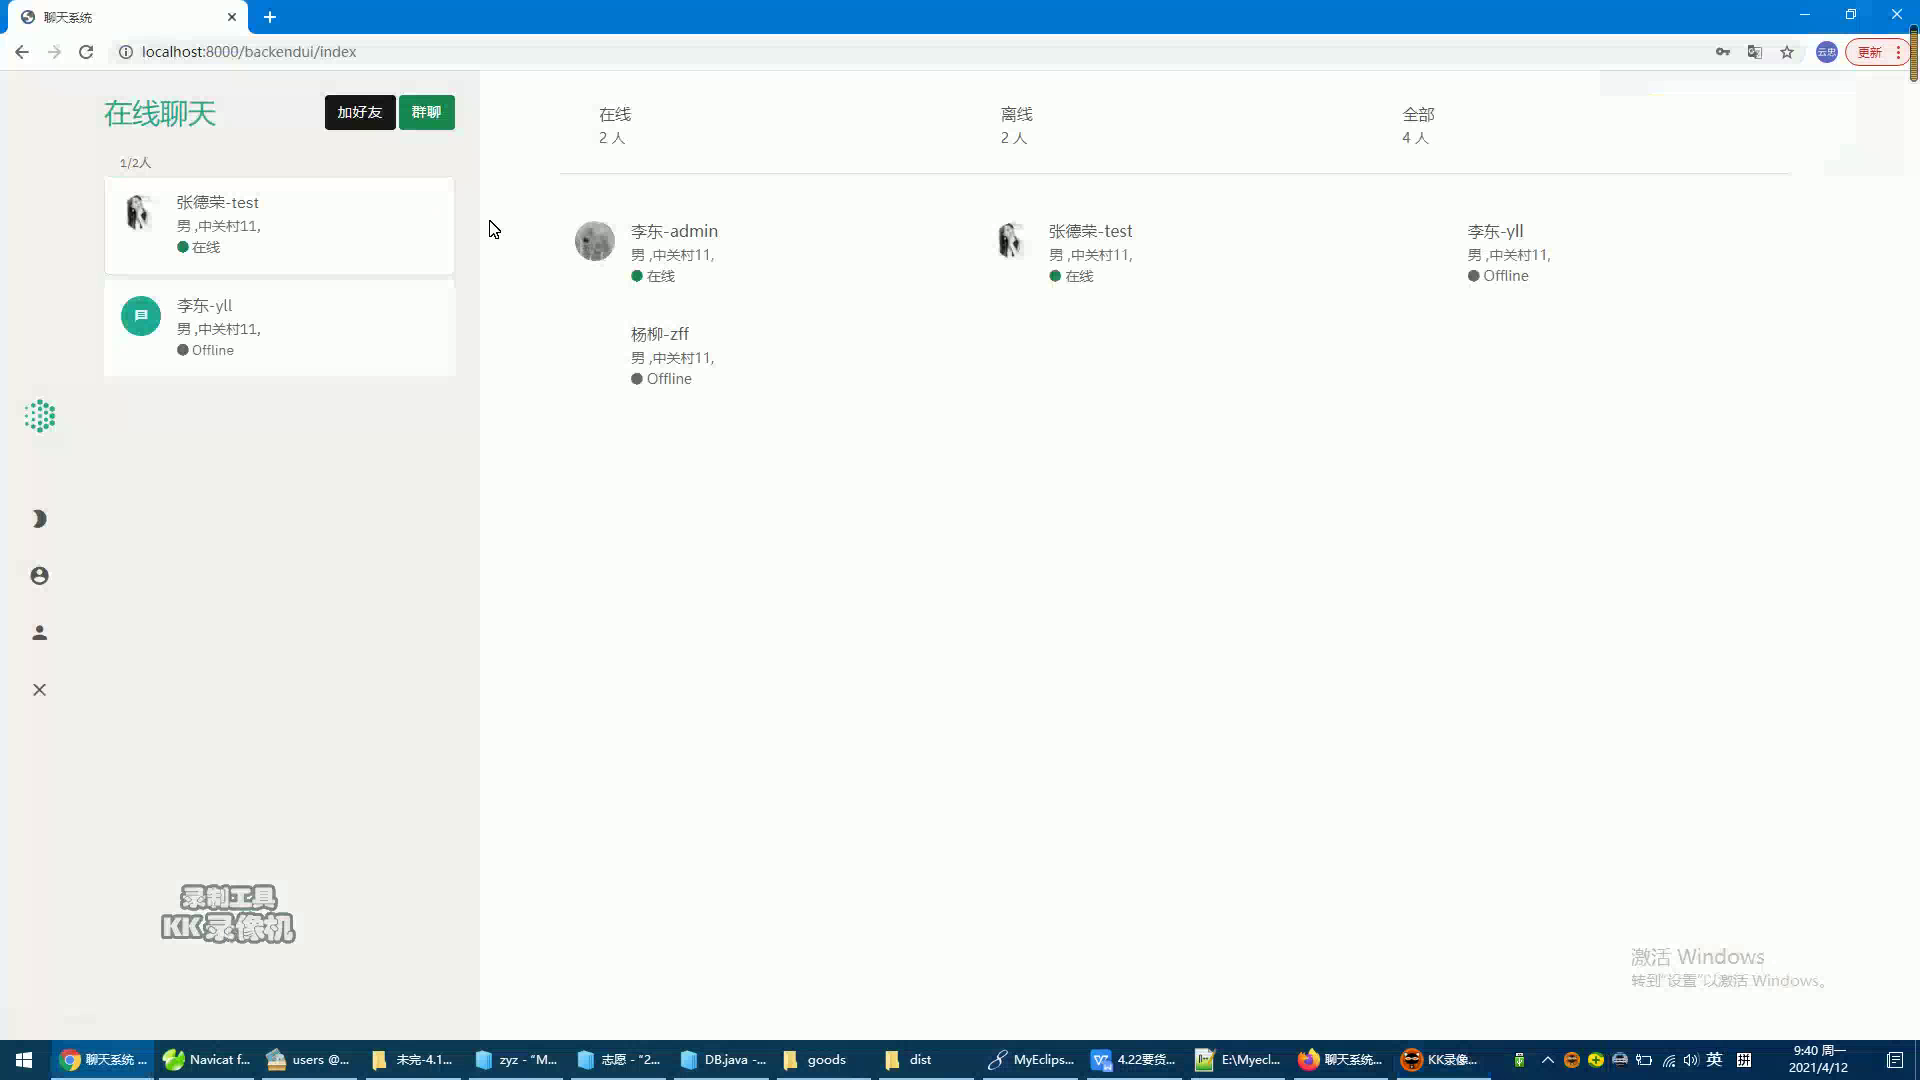 聊天系统
localhost:8000/backendui/index
云忠
更新
在线聊天
加好友
群聊
1/2人
张德荣-test
男 ,中关村11,
在线
李东-yll
男 ,中关村11,
Offline
在线
2 人
离线
2 人
全部
4 人
李东-admin
男 ,中关村11,
在线
张德荣-test
男 ,中关村11,
在线
李东-yll
男 ,中关村11,
Offline
杨柳-zff
男 ,中关村11,
Offline
录制工具
KK录像机
激活 Windows
转到“设置”以激活 Windows。
聊天系统 ...
Navicat f...
users @...
未完-4.1...
zyz - “M...
志愿 - “2...
DB.java -...
goods
dist
MyEclips...
4.22要货...
E:\Myecl...
聊天系统...
KK录像...
英
拼
9:40 周一
2021/4/12